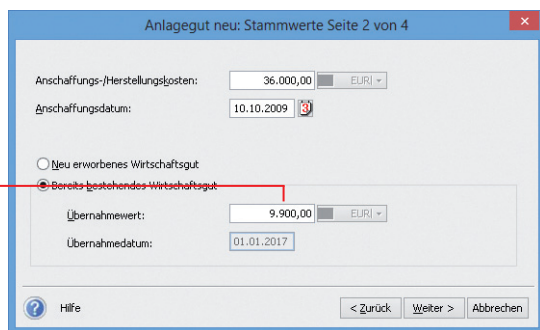 Anlagegut neu: Stammwerte Seite 2 von 4
Anschaffungs-/Herstellungskosten: 36.000,00 EUR
Anschaffungsdatum: 10.10.2009 3
Neu erworbenes Wirtschaftsgut
Bereits bestehendes Wirtschaftsgut
Übernahmewert: 9.900,00 EUR
Übernahmedatum: 01.01.2017
? Hilfe < Zurück Weiter > Abbrechen